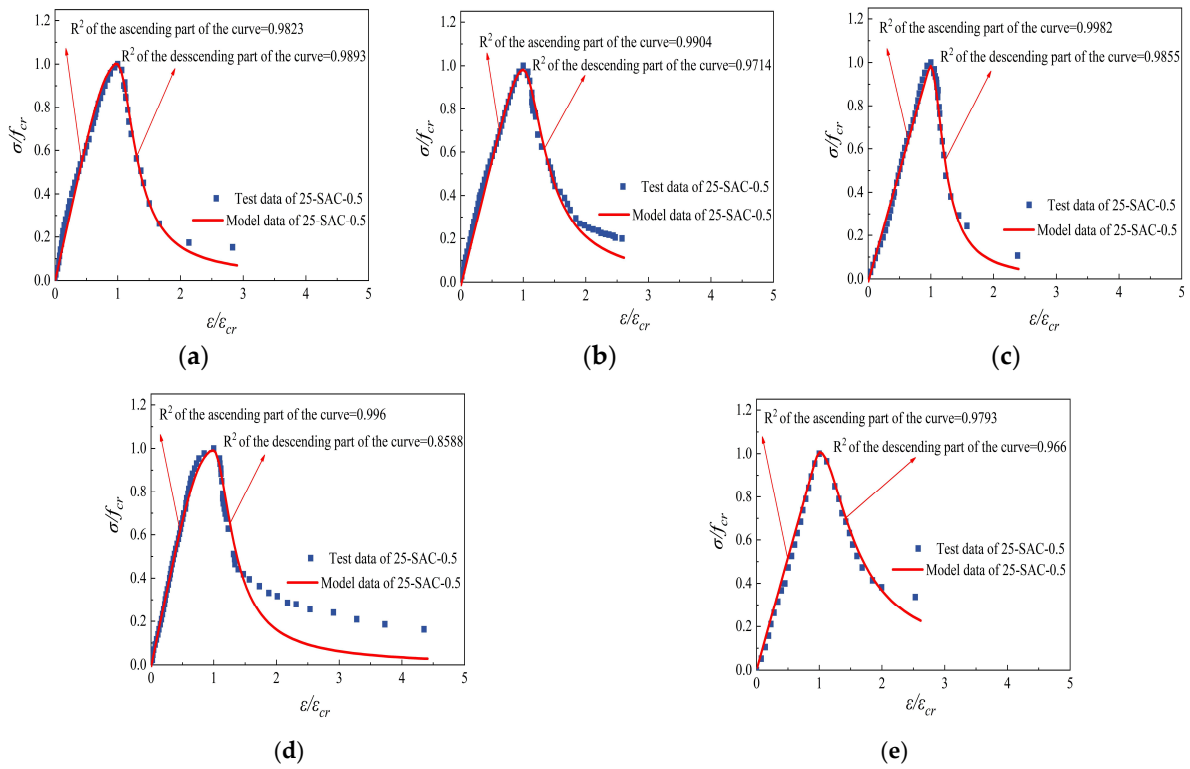 R² of the ascending part of the curve=0.9823
R² of the desscending part of the curve=0.9893
Test data of 25-SAC-0.5
Model data of 25-SAC-0.5
σ/fcr
1.2
1.0
0.8
0.6
0.4
0.2
0.0
0 1 2 3 4 5
ε/εcr
(a)
R² of the ascending part of the curve=0.9904
R² of the descending part of the curve=0.9714
Test data of 25-SAC-0.5
Model data of 25-SAC-0.5
σ/fcr
1.2
1.0
0.8
0.6
0.4
0.2
0.0
0 1 2 3 4 5
ε/εcr
(b)
R² of the ascending part of the curve=0.9982
R² of the descending part of the curve=0.9855
Test data of 25-SAC-0.5
Model data of 25-SAC-0.5
σ/fcr
1.2
1.0
0.8
0.6
0.4
0.2
0.0
0 1 2 3 4 5
ε/εcr
(c)
R² of the ascending part of the curve=0.996
R² of the descending part of the curve=0.8588
Test data of 25-SAC-0.5
Model data of 25-SAC-0.5
σ/fcr
1.2
1.0
0.8
0.6
0.4
0.2
0.0
0 1 2 3 4 5
ε/εcr
(d)
R² of the ascending part of the curve=0.9793
R² of the descending part of the curve=0.966
Test data of 25-SAC-0.5
Model data of 25-SAC-0.5
σ/fcr
1.2
1.0
0.8
0.6
0.4
0.2
0.0
0 1 2 3 4 5
ε/εcr
(e)